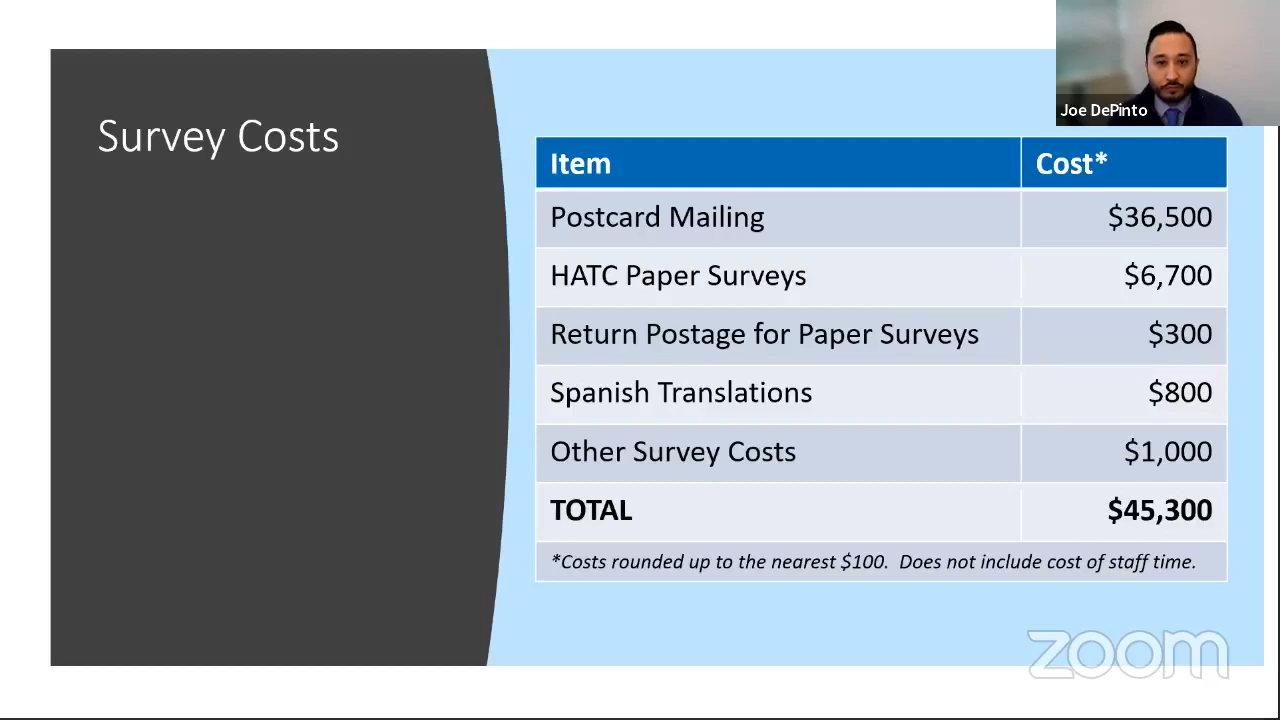 Joe DePinto
Survey Costs
Item Cost*
Postcard Mailing $36,500
HATC Paper Surveys $6,700
Return Postage for Paper Surveys $300
Spanish Translations $800
Other Survey Costs $1,000
TOTAL $45,300
*Costs rounded up to the nearest $100. Does not include cost of staff time.
zoom